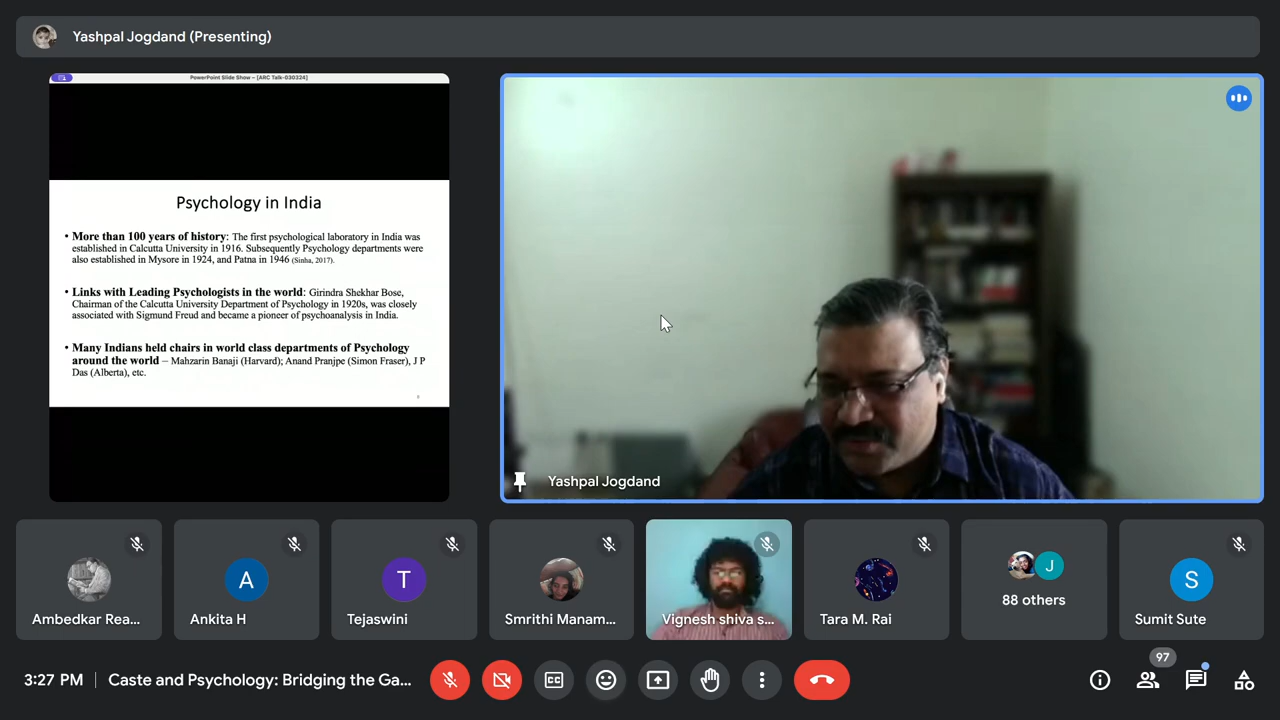 Yashpal Jogdand (Presenting)
PowerPoint Slide Show – [ARC Talk-030324]
Psychology in India
• More than 100 years of history: The first psychological laboratory in India was
established in Calcutta University in 1916. Subsequently Psychology departments were
also established in Mysore in 1924, and Patna in 1946 (Sinha, 2017).
• Links with Leading Psychologists in the world: Girindra Shekhar Bose,
Chairman of the Calcutta University Department of Psychology in 1920s, was closely
associated with Sigmund Freud and became a pioneer of psychoanalysis in India.
• Many Indians held chairs in world class departments of Psychology
around the world – Mahzarin Banaji (Harvard); Anand Pranjpe (Simon Fraser), J P
Das (Alberta), etc.
Yashpal Jogdand
Ambedkar Rea...
A
Ankita H
T
Tejaswini
Smrithi Manam...
Vignesh shiva s...
Tara M. Rai
J
88 others
S
Sumit Sute
3:27 PM | Caste and Psychology: Bridging the Ga...
97